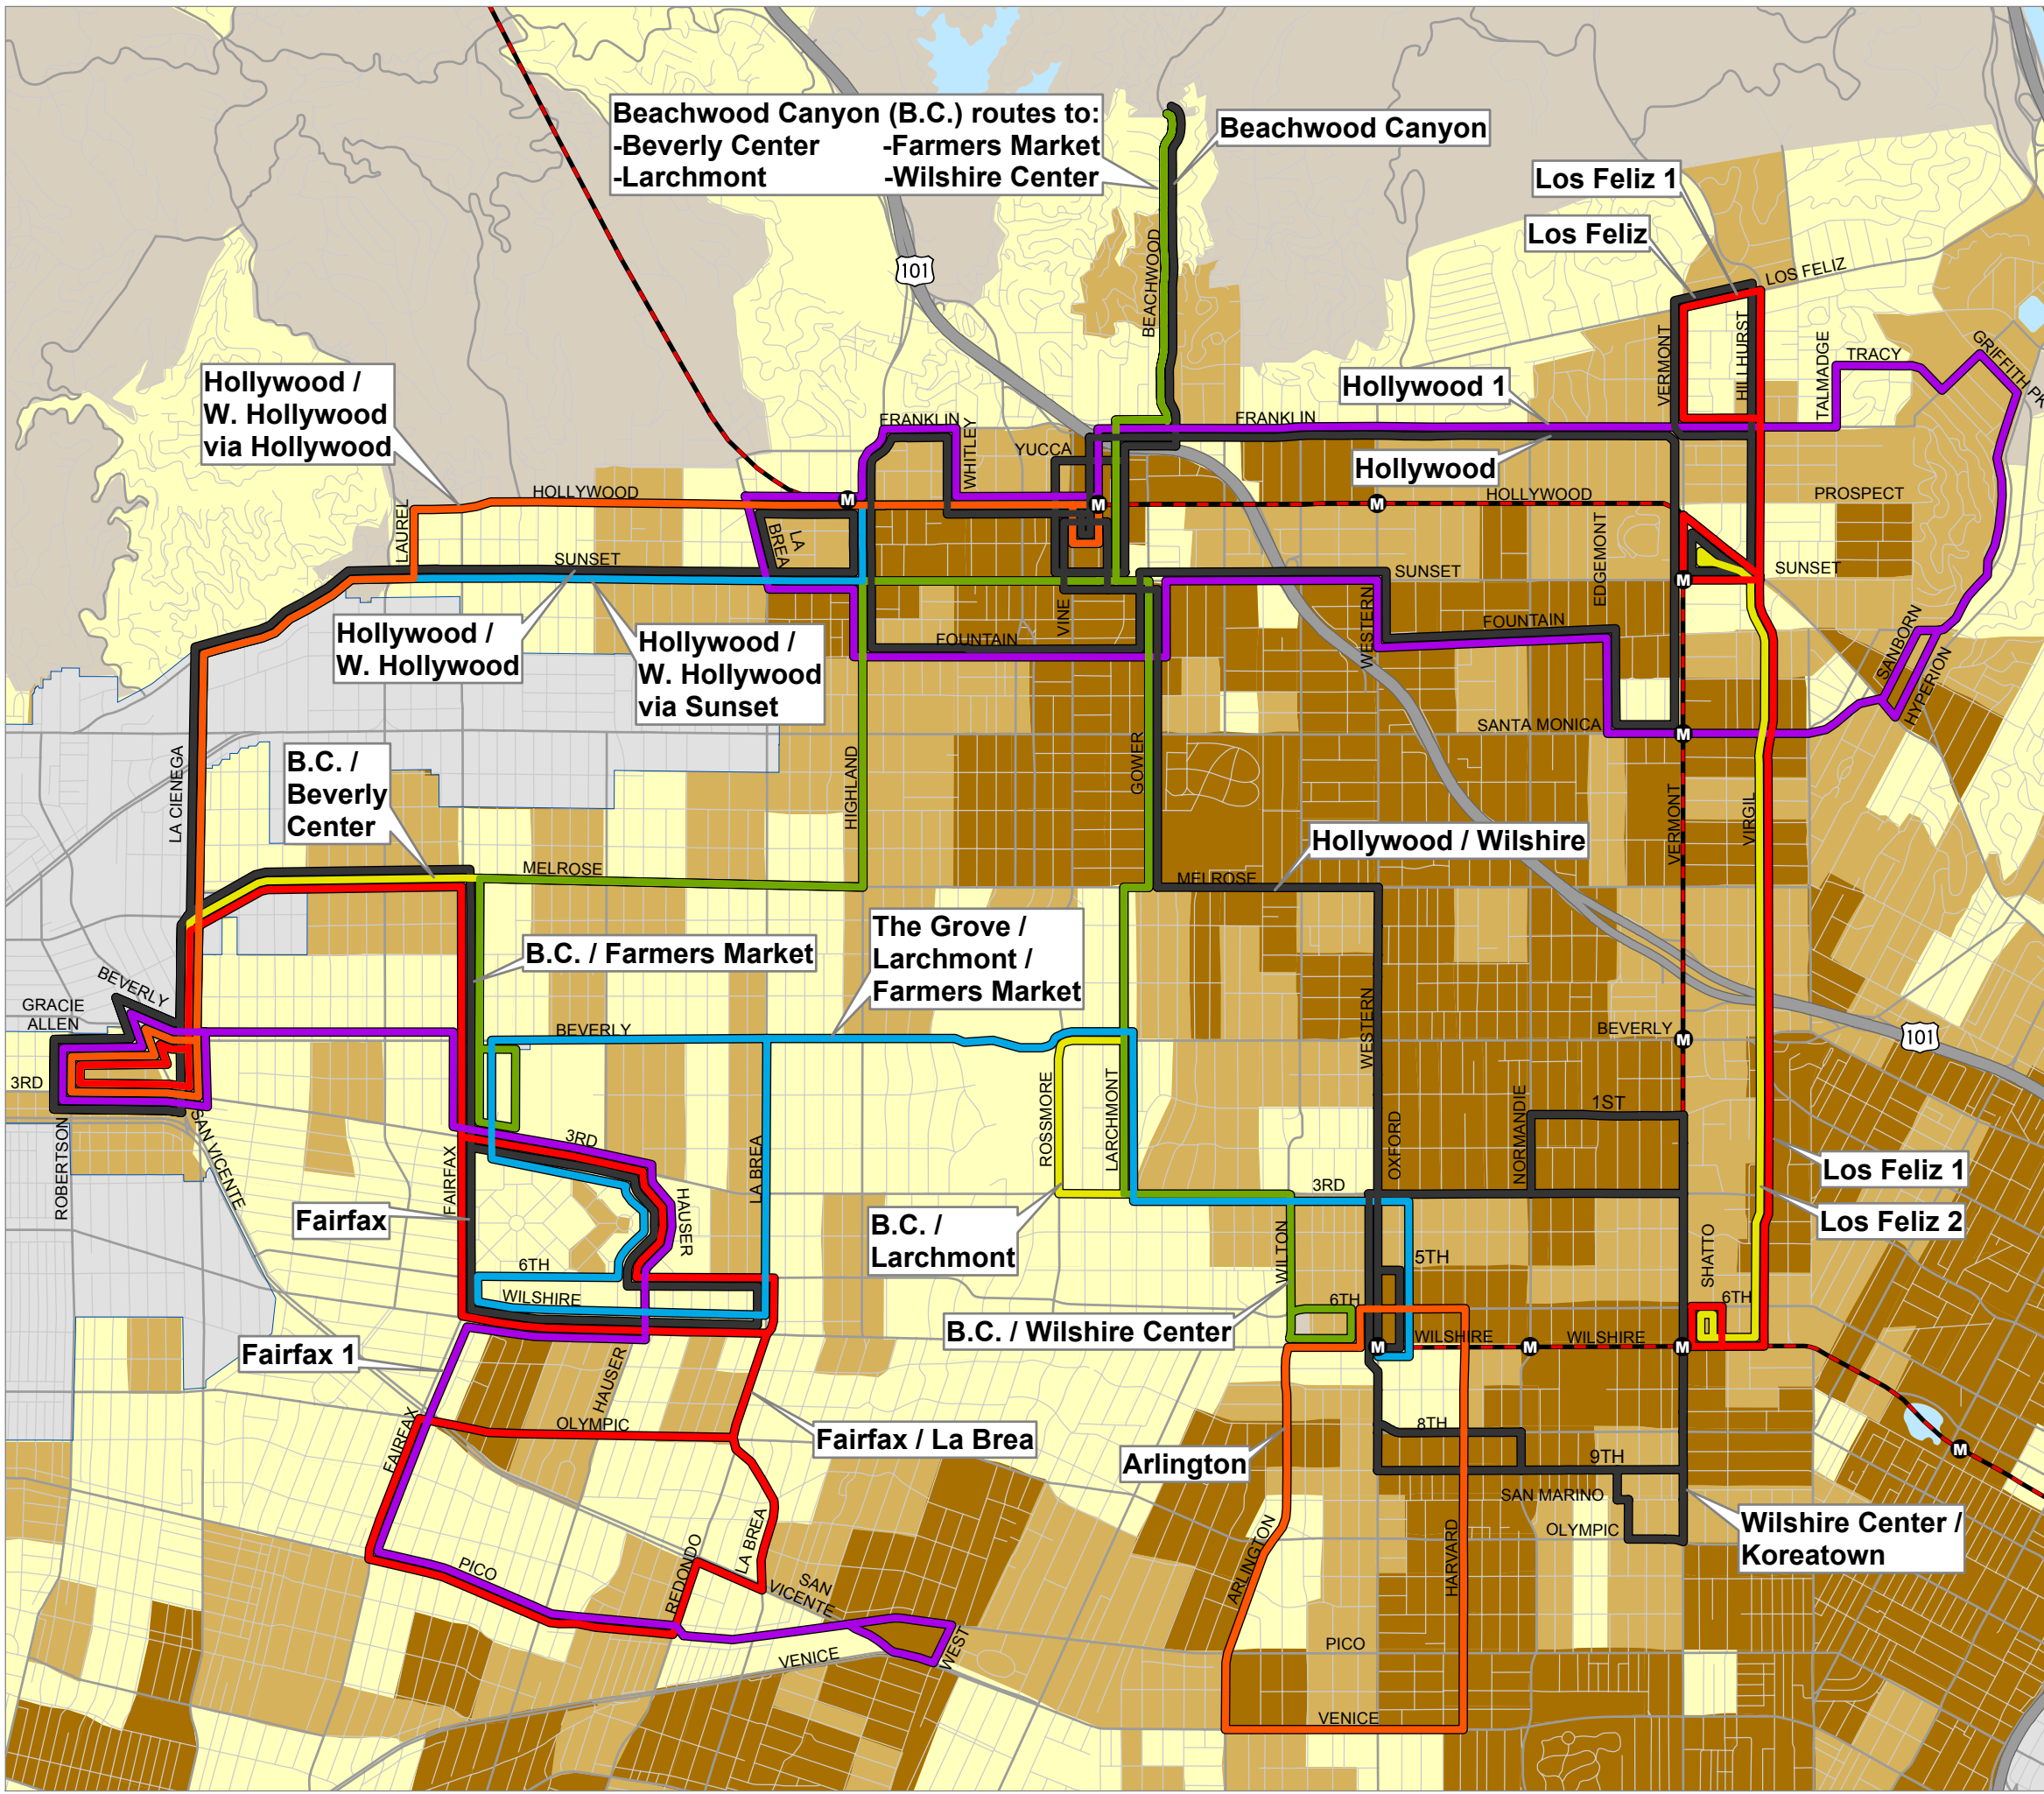 Beachwood Canyon (B.C.) routes to:
-Beverly Center -Farmers Market
-Larchmont -Wilshire Center
Beachwood Canyon
Los Feliz 1
Los Feliz
101
BEACHWOOD
LOS FELIZ
VERMONT
HILLHURST
TALMADGE
TRACY
GRIFFITH PK
Hollywood /
W. Hollywood
via Hollywood
Hollywood 1
FRANKLIN
WHITLEY
YUCCA
FRANKLIN
Hollywood
LAUREL
HOLLYWOOD
M
M
M
HOLLYWOOD
PROSPECT
LA
BREA
EDGEMONT
SUNSET
SUNSET
M
SUNSET
VINE
WESTERN
FOUNTAIN
FOUNTAIN
SANBORN
HYPERION
Hollywood /
W. Hollywood
Hollywood /
W. Hollywood
via Sunset
SANTA MONICA
M
LA CIENEGA
B.C. /
Beverly
Center
HIGHLAND
GOWER
VERMONT
VIRGIL
Hollywood / Wilshire
MELROSE
MELROSE
The Grove /
Larchmont /
Farmers Market
B.C. / Farmers Market
BEVERLY
GRACIE
ALLEN
BEVERLY
WESTERN
BEVERLY
M
101
3RD
ROSSMORE
LARCHMONT
OXFORD
NORMANDIE
1ST
ROBERTSON
SAN VICENTE
FAIRFAX
3RD
HAUSER
LA BREA
3RD
Los Feliz 1
Los Feliz 2
Fairfax
B.C. /
Larchmont
WILTON
5TH
SHATTO
6TH
WILSHIRE
6TH
6TH
B.C. / Wilshire Center
M
WILSHIRE
M
WILSHIRE
M
Fairfax 1
HAUSER
FAIRFAX
OLYMPIC
Fairfax / La Brea
Arlington
8TH
9TH
M
SAN MARINO
OLYMPIC
Wilshire Center /
Koreatown
PICO
REDONDO
LA BREA
SAN
VICENTE
ARLINGTON
HARVARD
VENICE
WEST
PICO
VENICE